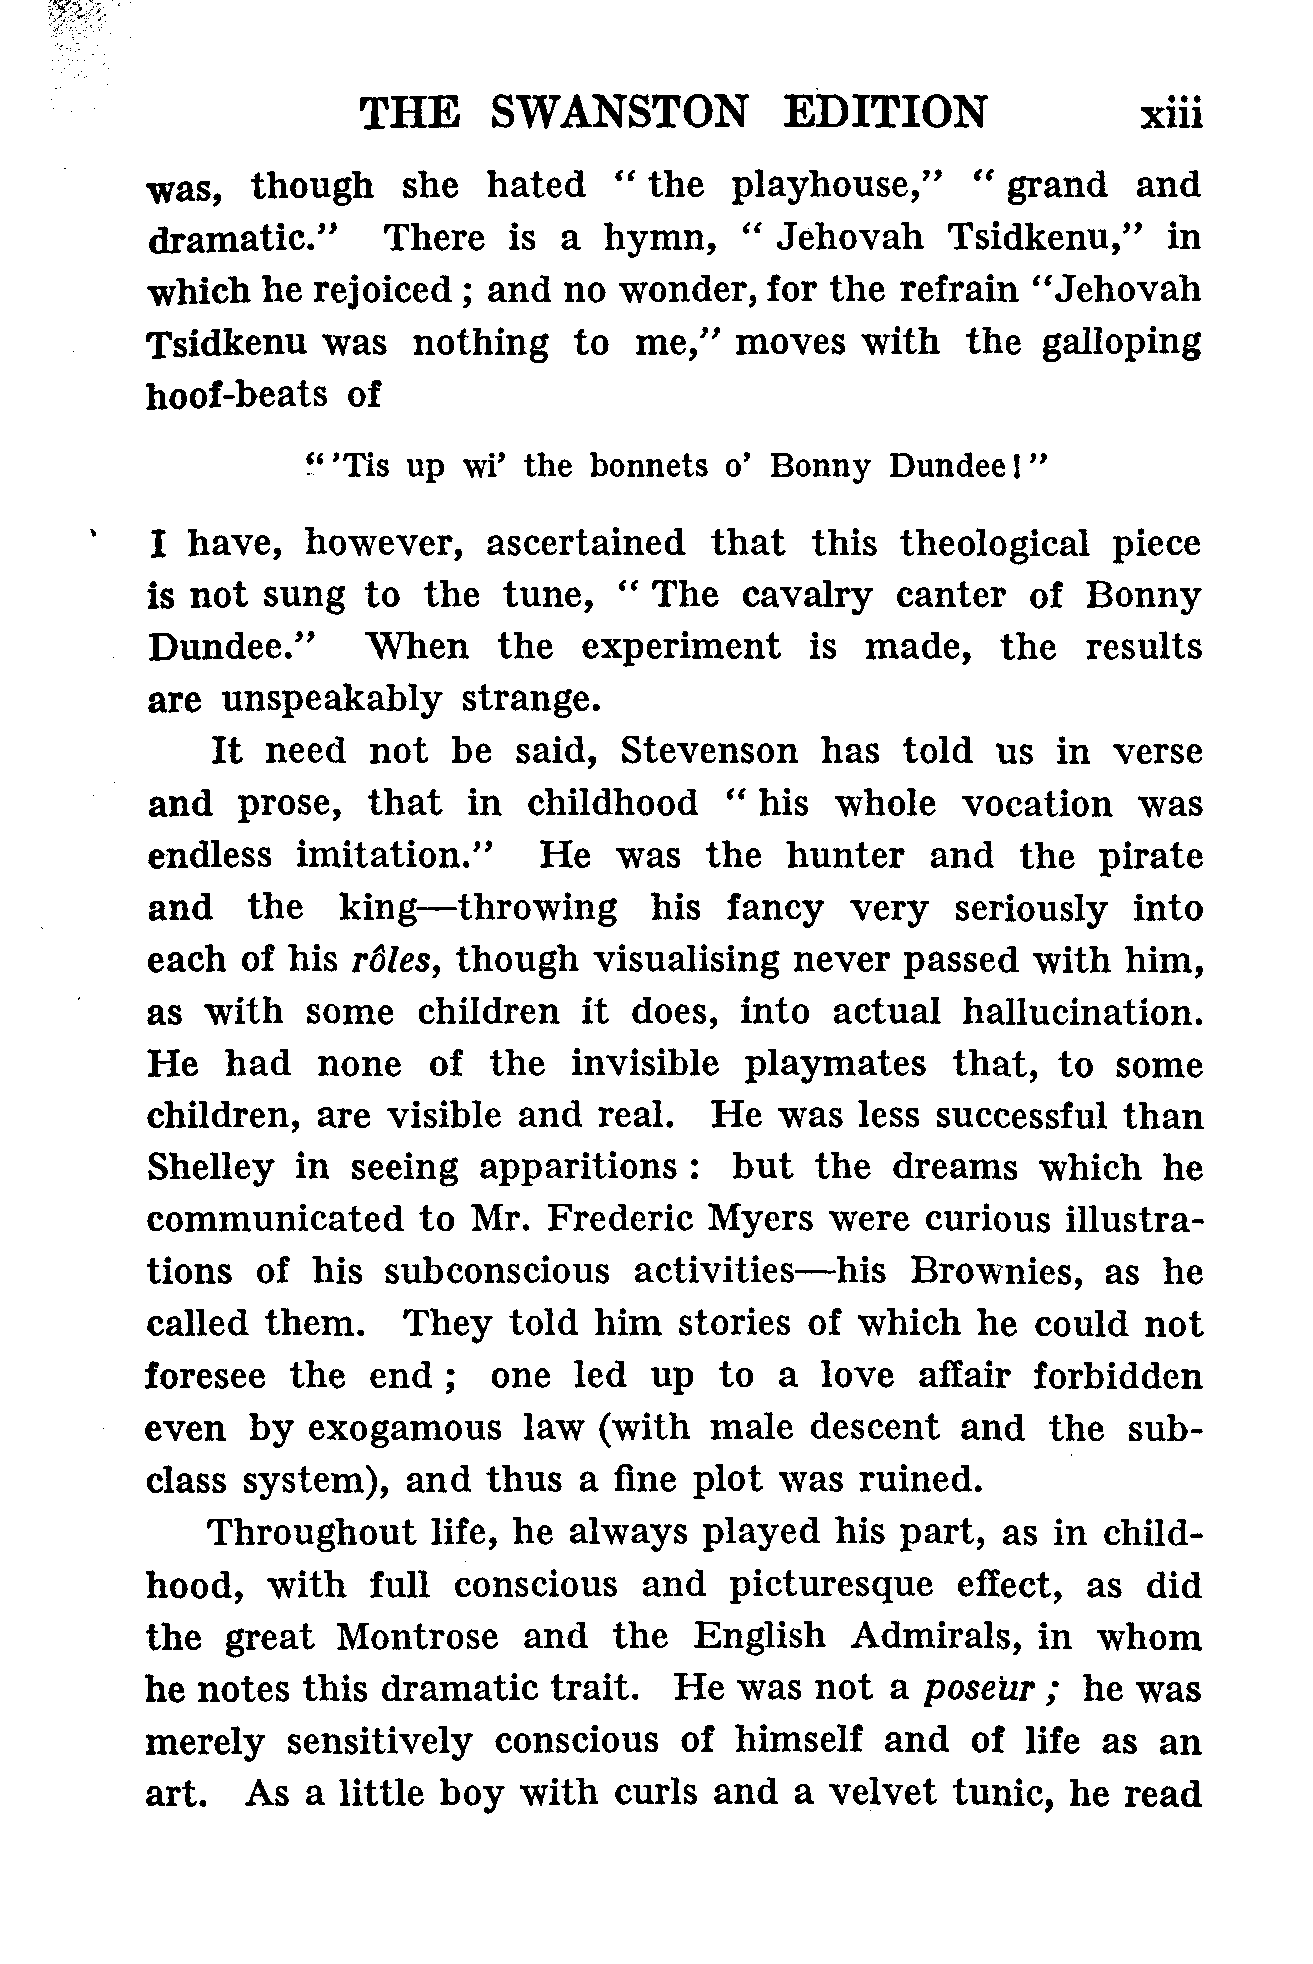 THE SWANSTON EDITION xiii
was, though she hated “ the playhouse,” “ grand and
dramatic.” There is a hymn, “ Jehovah Tsidkenu,” in
which he rejoiced ; and no wonder, for the refrain “Jehovah
Tsidkenu was nothing to me,” moves with the galloping
hoof-beats of
“ ’Tis up wi’ the bonnets o’ Bonny Dundee! ”
I have, however, ascertained that this theological piece
is not sung to the tune, “ The cavalry canter of Bonny
Dundee.” When the experiment is made, the results
are unspeakably strange.
It need not be said, Stevenson has told us in verse
and prose, that in childhood “ his whole vocation was
endless imitation.” He was the hunter and the pirate
and the king—throwing his fancy very seriously into
each of his rôles, though visualising never passed with him,
as with some children it does, into actual hallucination.
He had none of the invisible playmates that, to some
children, are visible and real. He was less successful than
Shelley in seeing apparitions : but the dreams which he
communicated to Mr. Frederic Myers were curious illustra-
tions of his subconscious activities—his Brownies, as he
called them. They told him stories of which he could not
foresee the end ; one led up to a love affair forbidden
even by exogamous law (with male descent and the sub-
class system), and thus a fine plot was ruined.
Throughout life, he always played his part, as in child-
hood, with full conscious and picturesque effect, as did
the great Montrose and the English Admirals, in whom
he notes this dramatic trait. He was not a poseur ; he was
merely sensitively conscious of himself and of life as an
art. As a little boy with curls and a velvet tunic, he read